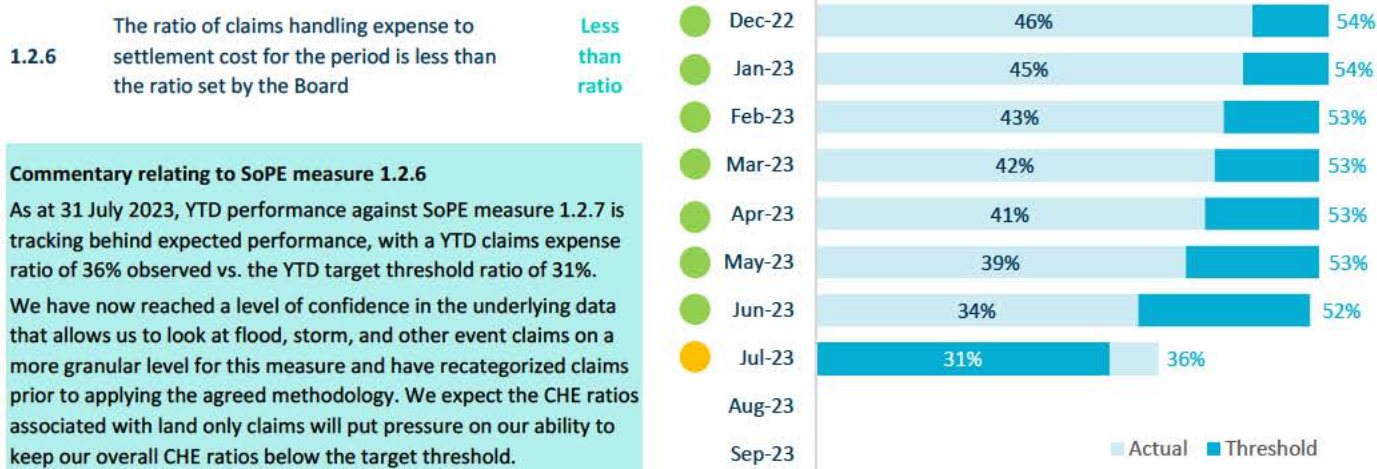 1.2.6
The ratio of claims handling expense to
settlement cost for the period is less than
the ratio set by the Board
Less
than
ratio
Commentary relating to SoPE measure 1.2.6
As at 31 July 2023, YTD performance against SoPE measure 1.2.7 is
tracking behind expected performance, with a YTD claims expense
ratio of 36% observed vs. the YTD target threshold ratio of 31%.
We have now reached a level of confidence in the underlying data
that allows us to look at flood, storm, and other event claims on a
more granular level for this measure and have recategorized claims
prior to applying the agreed methodology. We expect the CHE ratios
associated with land only claims will put pressure on our ability to
keep our overall CHE ratios below the target threshold.
Dec-22 46% 54%
Jan-23 45% 54%
Feb-23 43% 53%
Mar-23 42% 53%
Apr-23 41% 53%
May-23 39% 53%
Jun-23 34% 52%
Jul-23 31% 36%
Aug-23
Sep-23
Actual Threshold